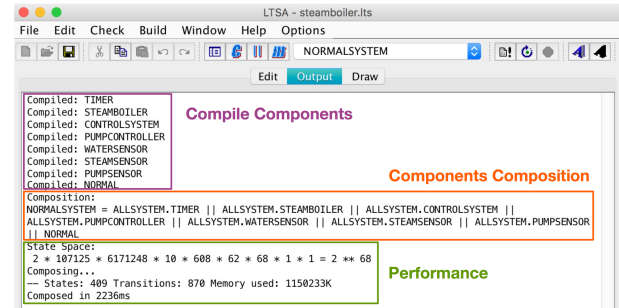 LTSA - steamboiler.lts
File Edit Check Build Window Help Options
NORMALSYSTEM
Edit Output Draw
Compiled: TIMER
Compiled: STEAMBOILER
Compiled: CONTROLSYSTEM
Compiled: PUMPCONTROLLER
Compiled: WATERSENSOR
Compiled: STEAMSENSOR
Compiled: PUMPSENSOR
Compiled: NORMAL
Compile Components
Components Composition
Composition:
NORMALSYSTEM = ALLSYSTEM.TIMER || ALLSYSTEM.STEAMBOILER || ALLSYSTEM.CONTROLSYSTEM ||
ALLSYSTEM.PUMPCONTROLLER || ALLSYSTEM.WATERSENSOR || ALLSYSTEM.STEAMSENSOR || ALLSYSTEM.PUMPSENSOR
|| NORMAL
State Space:
2 * 107125 * 6171248 * 10 * 608 * 62 * 68 * 1 * 1 = 2 ** 68
Composing...
-- States: 409 Transitions: 870 Memory used: 1150233K
Composed in 2236ms
Performance